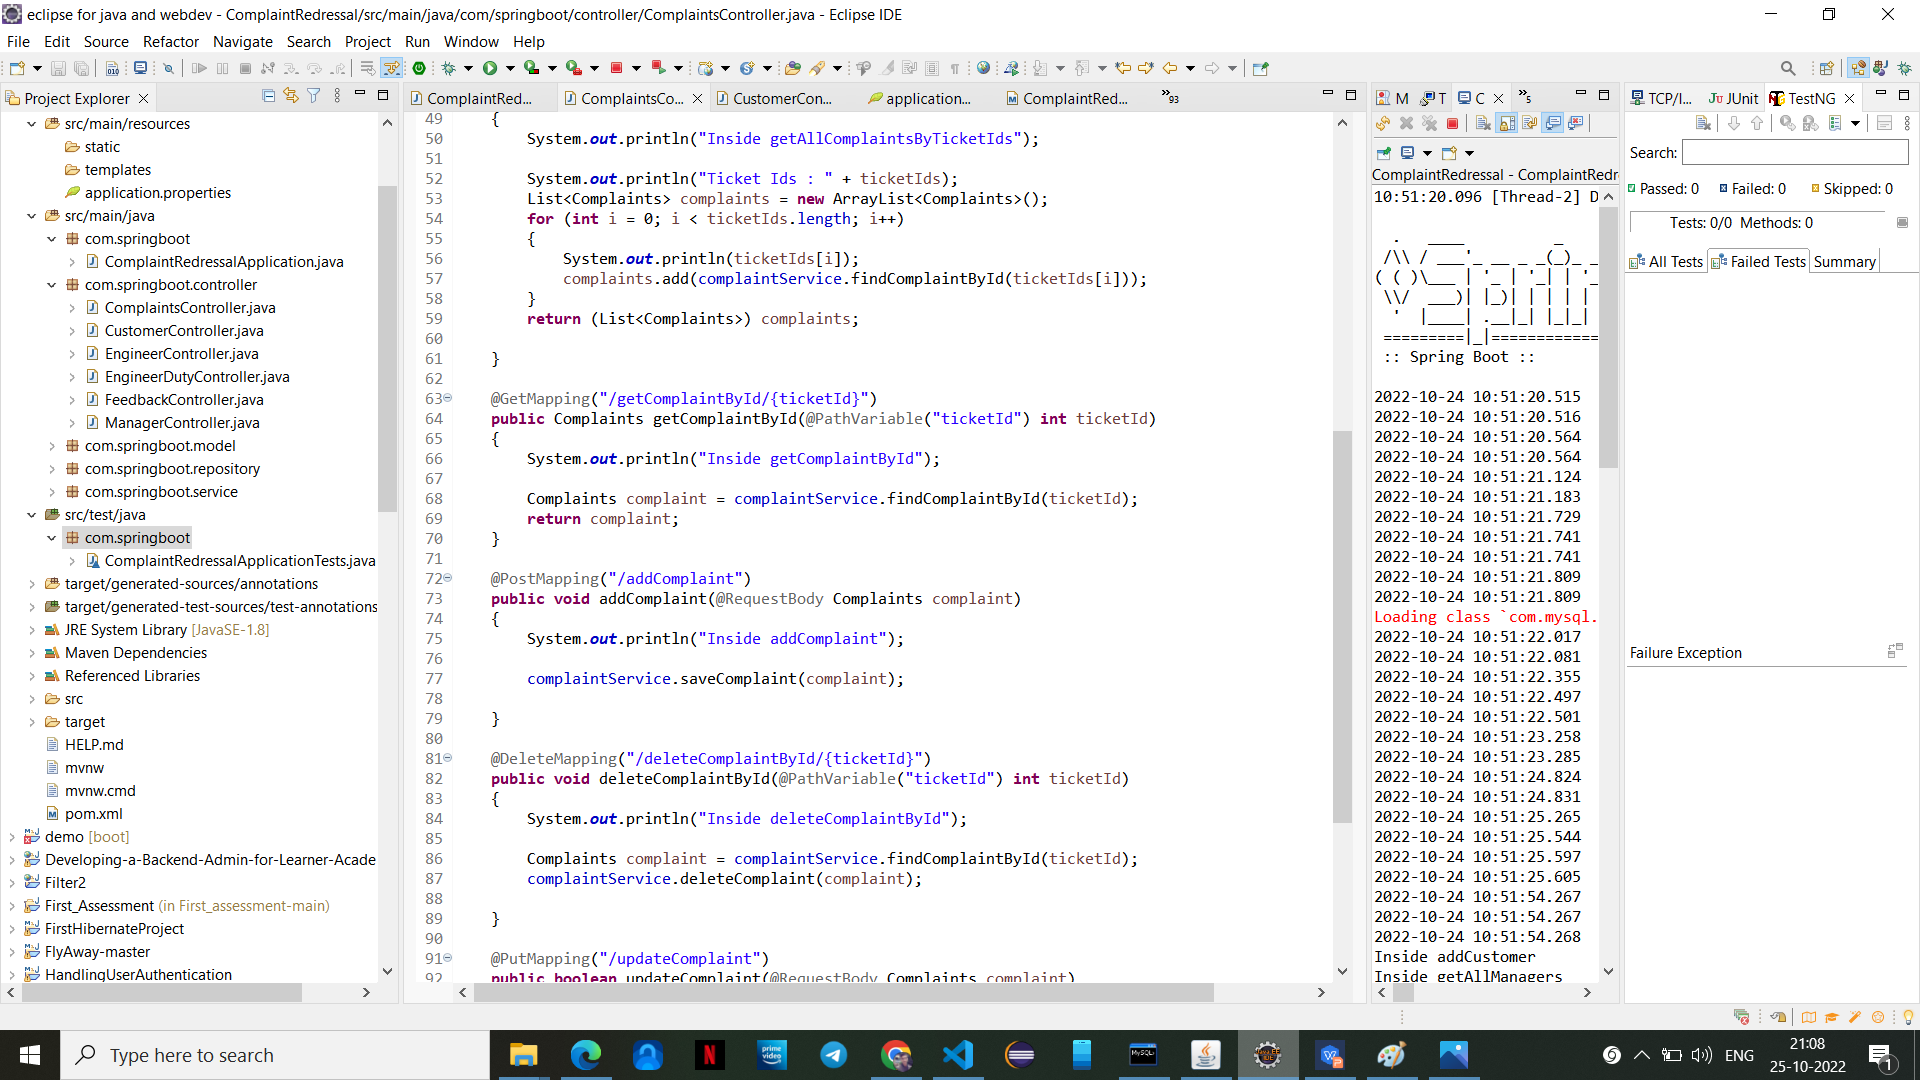 eclipse for java and webdev - ComplaintRedressal/src/main/java/com/springboot/controller/ComplaintsController.java - Eclipse IDE
File Edit Source Refactor Navigate Search Project Run Window Help
Project Explorer
src/main/resources
static
templates
application.properties
src/main/java
com.springboot
ComplaintRedressalApplication.java
com.springboot.controller
ComplaintsController.java
CustomerController.java
EngineerController.java
EngineerDutyController.java
FeedbackController.java
ManagerController.java
com.springboot.model
com.springboot.repository
com.springboot.service
src/test/java
com.springboot
ComplaintRedressalApplicationTests.java
target/generated-sources/annotations
target/generated-test-sources/test-annotations
JRE System Library [JavaSE-1.8]
Maven Dependencies
Referenced Libraries
src
target
HELP.md
mvnw
mvnw.cmd
pom.xml
demo [boot]
Developing-a-Backend-Admin-for-Learner-Acade
Filter2
First_Assessment (in First_assessment-main)
FirstHibernateProject
FlyAway-master
HandlingUserAuthentication
ComplaintRed... ComplaintsCo... CustomerCon... application... ComplaintRed... »93
49 {
50 System.out.println("Inside getAllComplaintsByTicketIds");
51
52 System.out.println("Ticket Ids : " + ticketIds);
53 List<Complaints> complaints = new ArrayList<Complaints>();
54 for (int i = 0; i < ticketIds.length; i++)
55 {
56 System.out.println(ticketIds[i]);
57 complaints.add(complaintService.findComplaintById(ticketIds[i]));
58 }
59 return (List<Complaints>) complaints;
60
61 }
62
63 @GetMapping("/getComplaintById/{ticketId}")
64 public Complaints getComplaintById(@PathVariable("ticketId") int ticketId)
65 {
66 System.out.println("Inside getComplaintById");
67
68 Complaints complaint = complaintService.findComplaintById(ticketId);
69 return complaint;
70 }
71
72 @PostMapping("/addComplaint")
73 public void addComplaint(@RequestBody Complaints complaint)
74 {
75 System.out.println("Inside addComplaint");
76
77 complaintService.saveComplaint(complaint);
78
79 }
80
81 @DeleteMapping("/deleteComplaintById/{ticketId}")
82 public void deleteComplaintById(@PathVariable("ticketId") int ticketId)
83 {
84 System.out.println("Inside deleteComplaintById");
85
86 Complaints complaint = complaintService.findComplaintById(ticketId);
87 complaintService.deleteComplaint(complaint);
88
89 }
90
91 @PutMapping("/updateComplaint")
92 public boolean updateComplaint(@RequestBody Complaints complaint)
M T C »5
ComplaintRedressal - ComplaintRedr
10:51:20.096 [Thread-2] D
:: Spring Boot ::
2022-10-24 10:51:20.515
2022-10-24 10:51:20.516
2022-10-24 10:51:20.564
2022-10-24 10:51:20.564
2022-10-24 10:51:21.124
2022-10-24 10:51:21.183
2022-10-24 10:51:21.729
2022-10-24 10:51:21.741
2022-10-24 10:51:21.741
2022-10-24 10:51:21.809
2022-10-24 10:51:21.809
Loading class `com.mysql.
2022-10-24 10:51:22.017
2022-10-24 10:51:22.081
2022-10-24 10:51:22.355
2022-10-24 10:51:22.497
2022-10-24 10:51:22.501
2022-10-24 10:51:23.258
2022-10-24 10:51:23.285
2022-10-24 10:51:24.824
2022-10-24 10:51:24.831
2022-10-24 10:51:25.265
2022-10-24 10:51:25.544
2022-10-24 10:51:25.597
2022-10-24 10:51:25.605
2022-10-24 10:51:54.267
2022-10-24 10:51:54.267
2022-10-24 10:51:54.268
Inside addCustomer
Inside getAllManagers
TCP/I... JUnit TestNG
Search:
Passed: 0 Failed: 0 Skipped: 0
Tests: 0/0 Methods: 0
All Tests Failed Tests Summary
Failure Exception
Type here to search
prime video
MySQL
ENG
21:08
25-10-2022
1